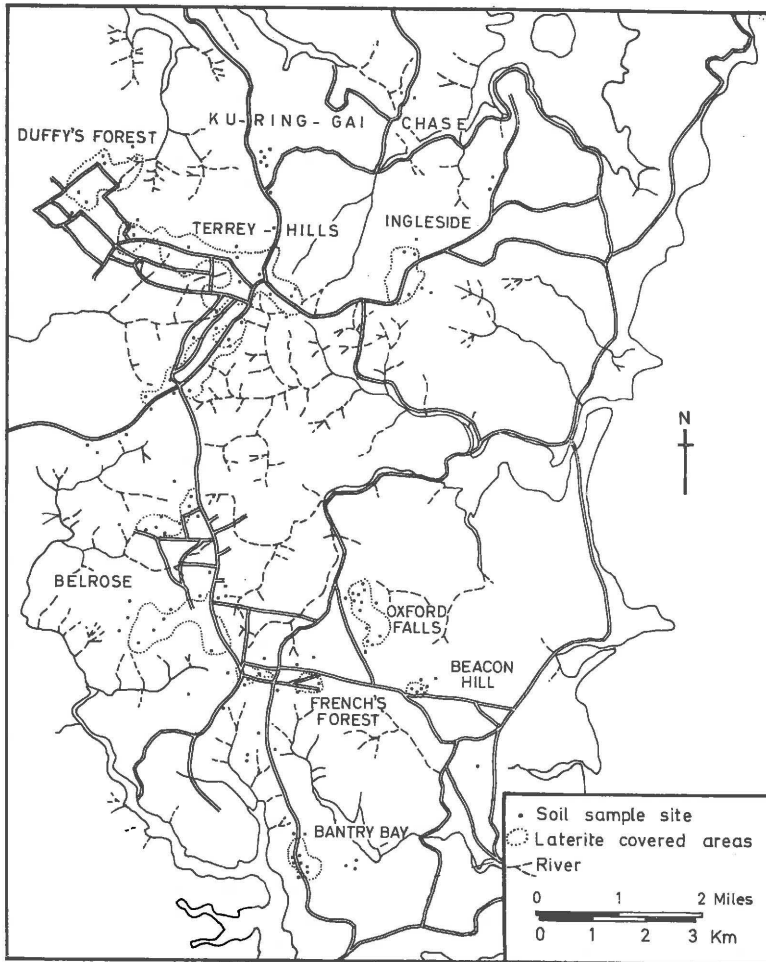 KU-RING-GAI CHASE
DUFFY'S FOREST
TERREY-HILLS
INGLESIDE
N
BELROSE
OXFORD
FALLS
BEACON
HILL
FRENCH'S
FOREST
BANTRY BAY
Soil sample site
Laterite covered areas
River
0 1 2 Miles
0 1 2 3 Km